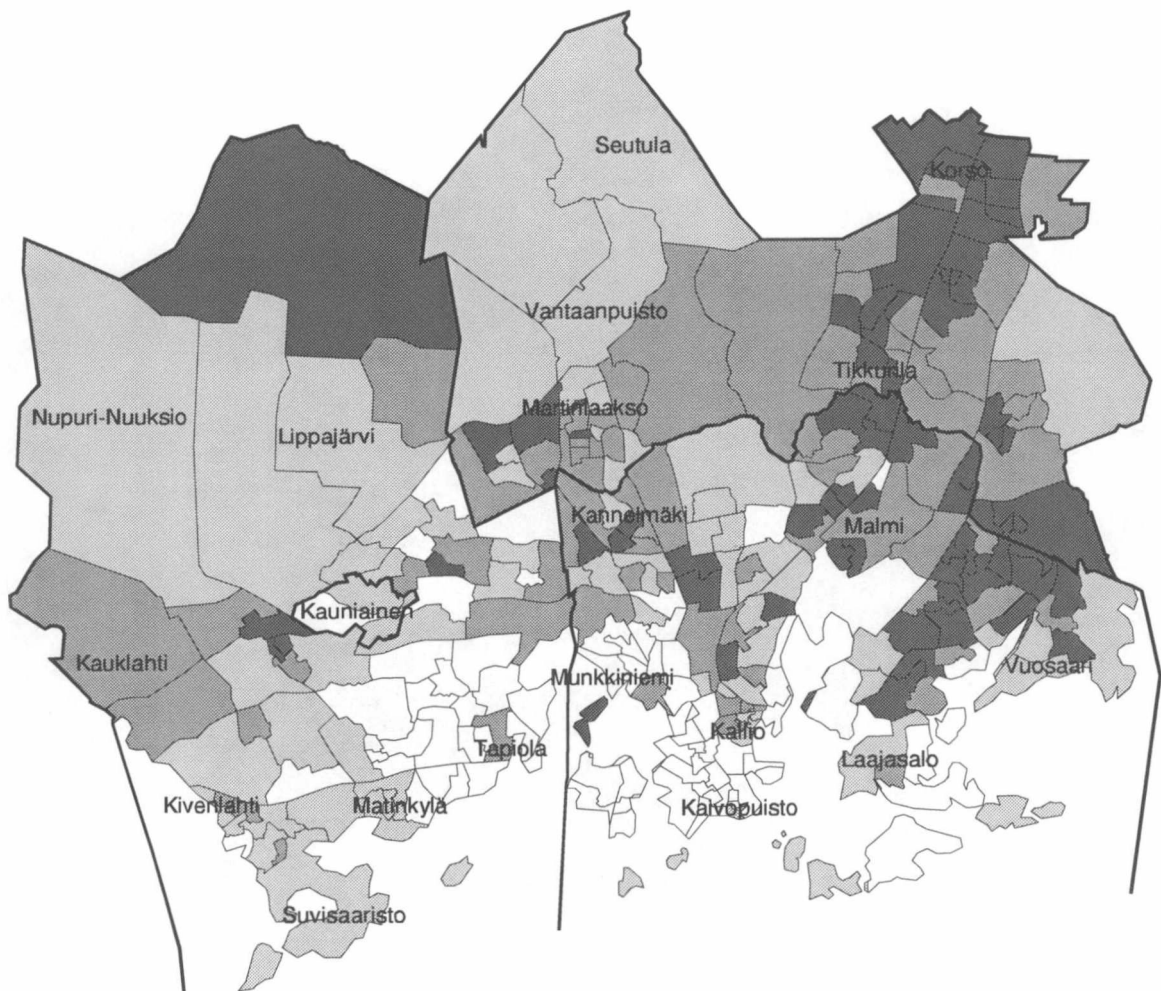 Seutula
Korso
Vantaanpuisto
Tikkurila
Martinlaakso
Nupuri-Nuuksio
Lippajärvi
Kannelmäki
Malmi
Kauniainen
Kauklahti
Munkkiniemi
Vuosaari
Kallio
Tapiola
Laajasalo
Kivenlahti
Matinkylä
Kaivopuisto
Suvisaaristo